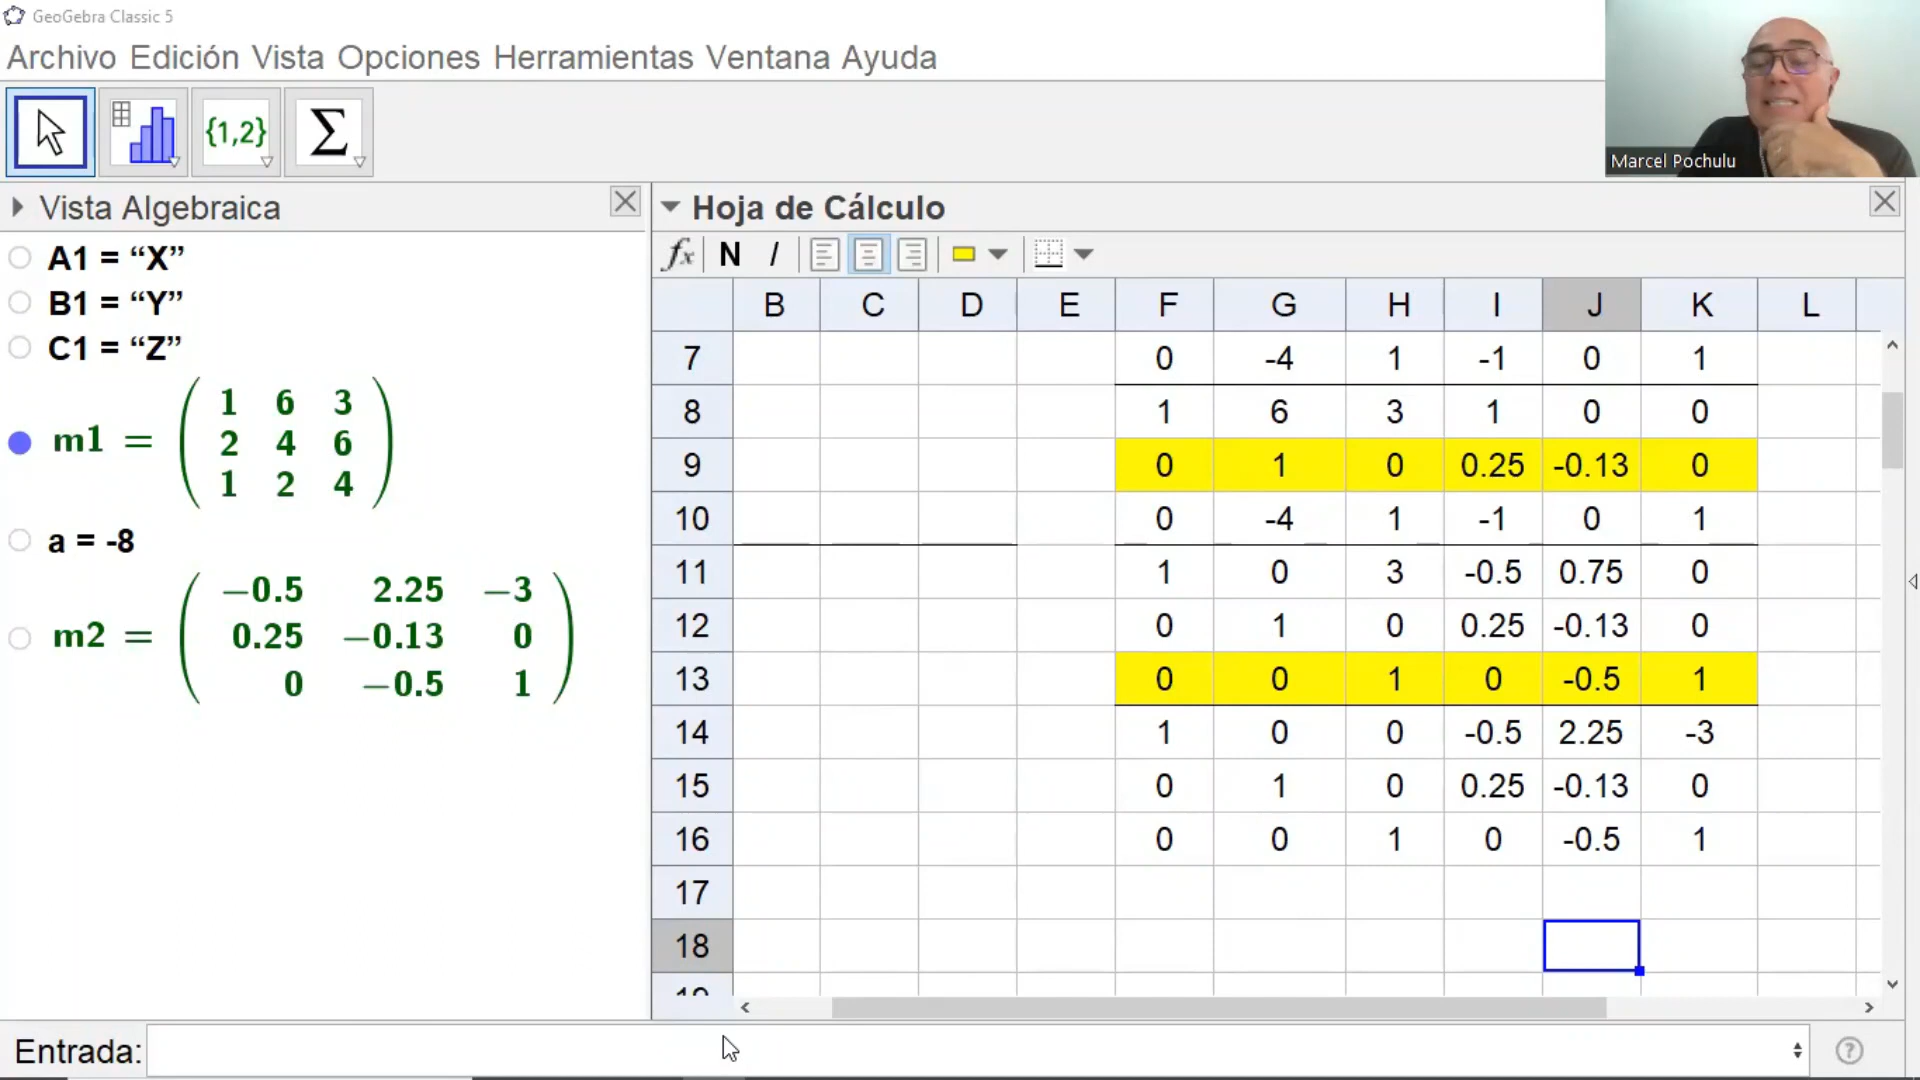 GeoGebra Classic 5
Archivo Edición Vista Opciones Herramientas Ventana Ayuda
{1,2} Σ
Marcel Pochulu
Vista Algebraica
A1 = “X”
B1 = “Y”
C1 = “Z”
1 6 3
m1 = 2 4 6
1 2 4
a = -8
−0.5 2.25 −3
m2 = 0.25 −0.13 0
0 −0.5 1
Hoja de Cálculo
fx N I
B C D E F G H I J K L
7 0 -4 1 -1 0 1
8 1 6 3 1 0 0
9 0 1 0 0.25 -0.13 0
10 0 -4 1 -1 0 1
11 1 0 3 -0.5 0.75 0
12 0 1 0 0.25 -0.13 0
13 0 0 1 0 -0.5 1
14 1 0 0 -0.5 2.25 -3
15 0 1 0 0.25 -0.13 0
16 0 0 1 0 -0.5 1
17
18
Entrada:
?